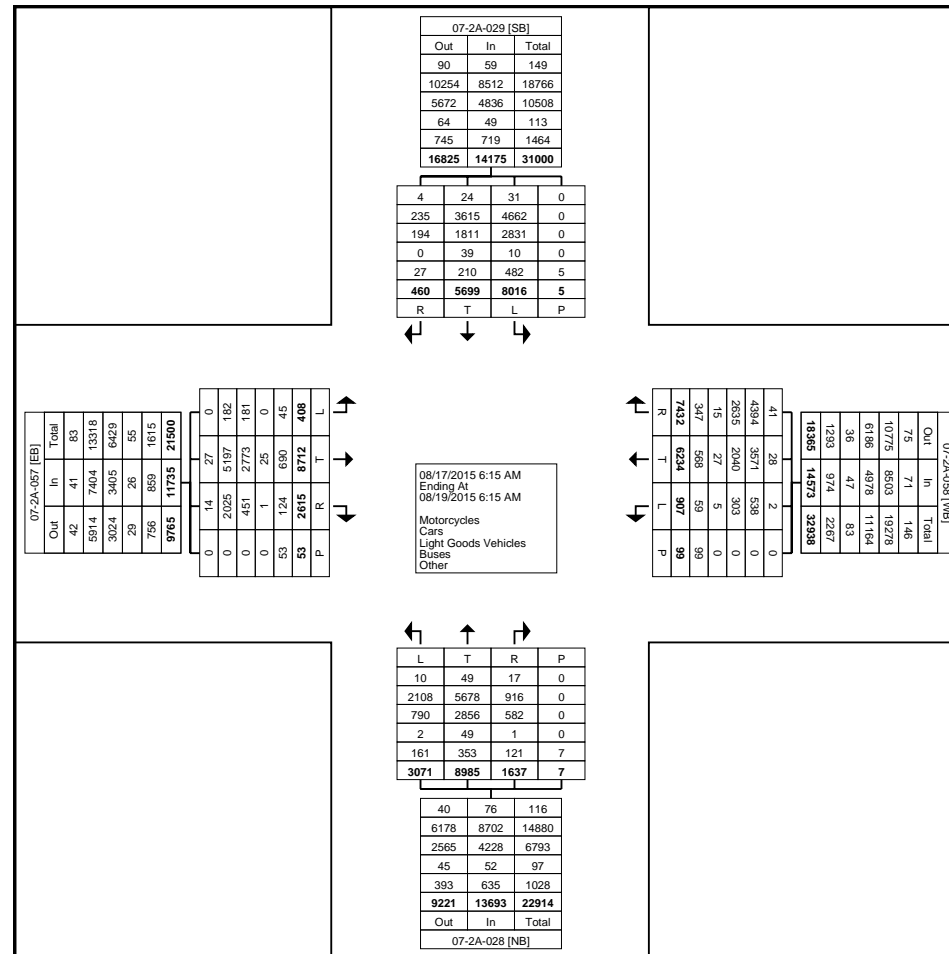 07-2A-029 [SB]
Out In Total
90 59 149
10254 8512 18766
5672 4836 10508
64 49 113
745 719 1464
16825 14175 31000
4 24 31 0
235 3615 4662 0
194 1811 2831 0
0 39 10 0
27 210 482 5
460 5699 8016 5
R T L P
07-2A-057 [EB]
Total In Out
83 41 42
13318 7404 5914
6429 3405 3024
55 26 29
1615 859 756
21500 11735 9765
0 27 14 0
182 5197 2025 0
181 2773 451 0
0 25 1 0
45 690 124 53
408 8712 2615 53
L T R P
08/17/2015 6:15 AM
Ending At
08/19/2015 6:15 AM
Motorcycles
Cars
Light Goods Vehicles
Buses
Other
41 28 2 0
4394 3571 538 0
2635 2040 303 0
15 27 5 0
347 568 59 99
7432 6234 907 99
R T L P
07-2A-058 [WB]
Out In Total
75 71 146
10775 8503 19278
6186 4978 11164
36 47 83
1293 974 2267
18365 14573 32938
L T R P
10 49 17 0
2108 5678 916 0
790 2856 582 0
2 49 1 0
161 353 121 7
3071 8985 1637 7
40 76 116
6178 8702 14880
2565 4228 6793
45 52 97
393 635 1028
9221 13693 22914
Out In Total
07-2A-028 [NB]